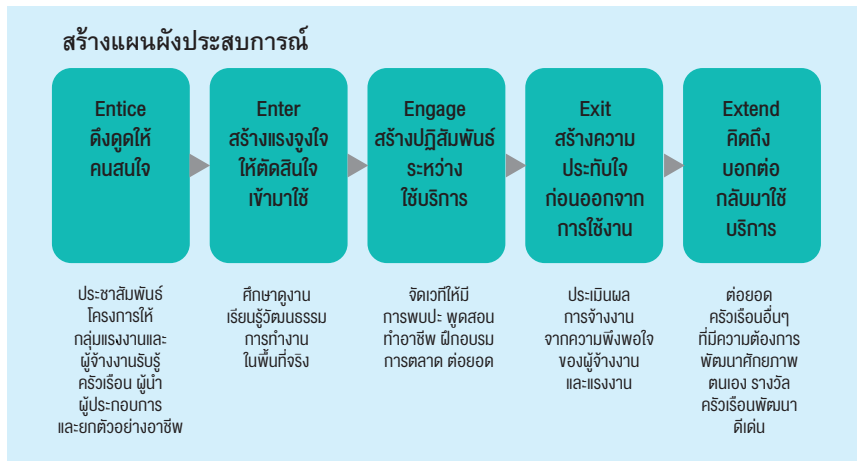 สร้างแผนผังประสบการณ์
Entice
ดึงดูดให้
คนสนใจ
Enter
สร้างแรงจูงใจ
ให้ตัดสินใจ
เข้ามาใช้
Engage
สร้างปฏิสัมพันธ์
ระหว่าง
ใช้บริการ
Exit
สร้างความ
ประทับใจ
ก่อนออกจาก
การใช้งาน
Extend
คิดถึง
บอกต่อ
กลับมาใช้
บริการ
ประชาสัมพันธ์
โครงการให้
กลุ่มแรงงานและ
ผู้จ้างงานรับรู้
ครัวเรือน ผู้นำ
ผู้ประกอบการ
และยกตัวอย่างอาชีพ
ศึกษาดูงาน
เรียนรู้วัฒนธรรม
การทำงาน
ในพื้นที่จริง
จัดเวทีให้มี
การพบปะ พูดสอน
ทำอาชีพ ฝึกอบรม
การตลาด ต่อยอด
ประเมินผล
การจ้างงาน
จากความพึงพอใจ
ของผู้จ้างงาน
และแรงงาน
ต่อยอด
ครัวเรือนอื่นๆ
ที่มีความต้องการ
พัฒนาศักยภาพ
ตนเอง รางวัล
ครัวเรือนพัฒนา
ดีเด่น